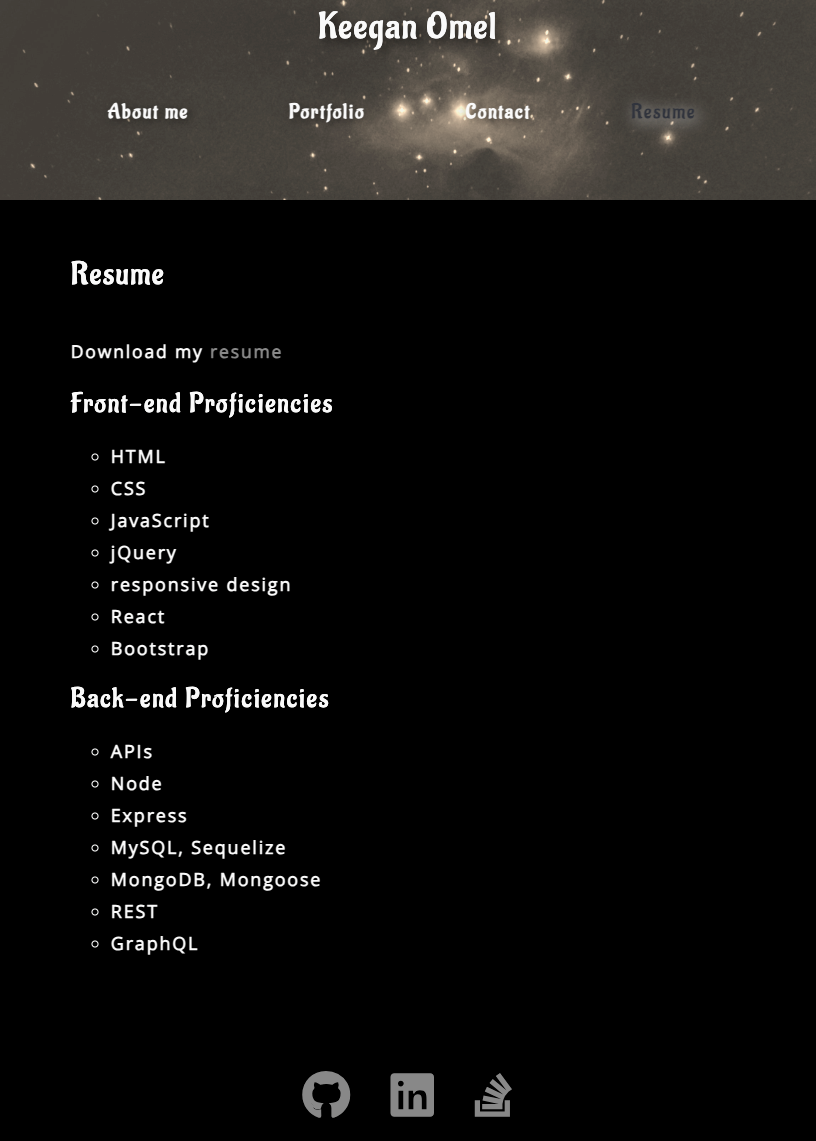 Keegan Omel
About me Portfolio Contact Resume
Resume
Download my resume
Front-end Proficiencies
HTML
CSS
JavaScript
jQuery
responsive design
React
Bootstrap
Back-end Proficiencies
APIs
Node
Express
MySQL, Sequelize
MongoDB, Mongoose
REST
GraphQL
in